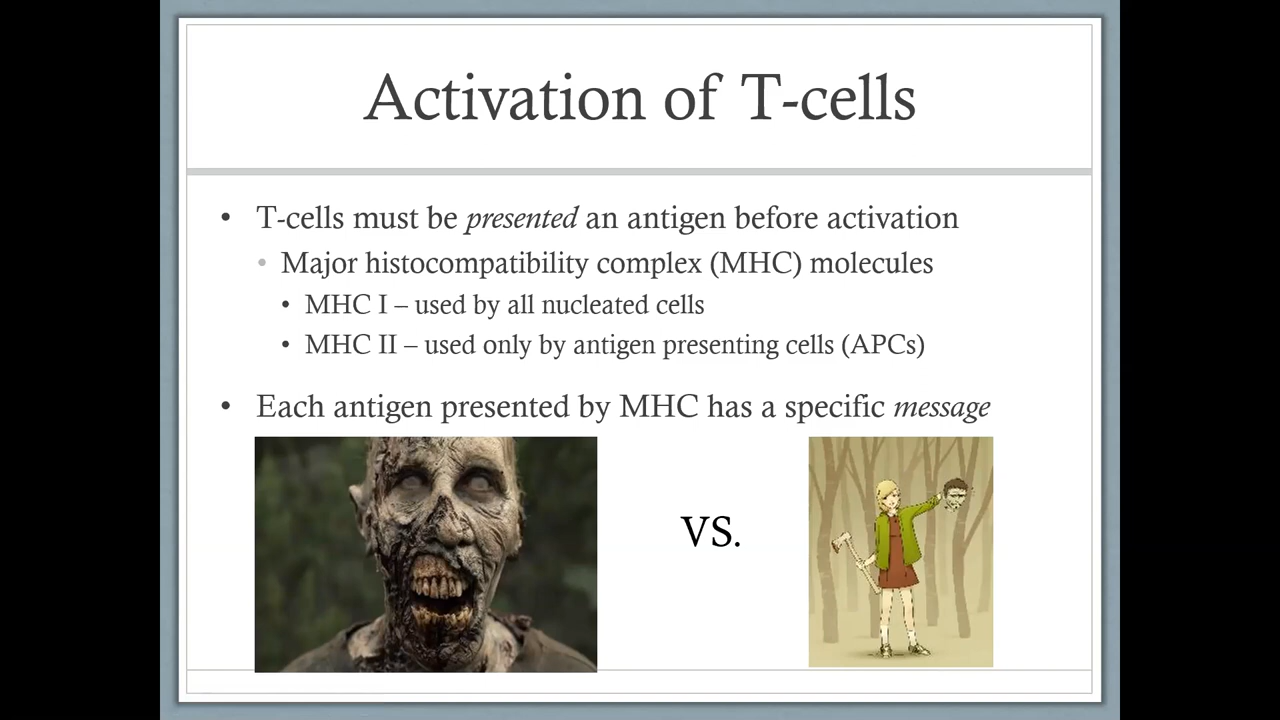 Activation of T-cells
• T-cells must be presented an antigen before activation
• Major histocompatibility complex (MHC) molecules
• MHC I – used by all nucleated cells
• MHC II – used only by antigen presenting cells (APCs)
• Each antigen presented by MHC has a specific message
VS.